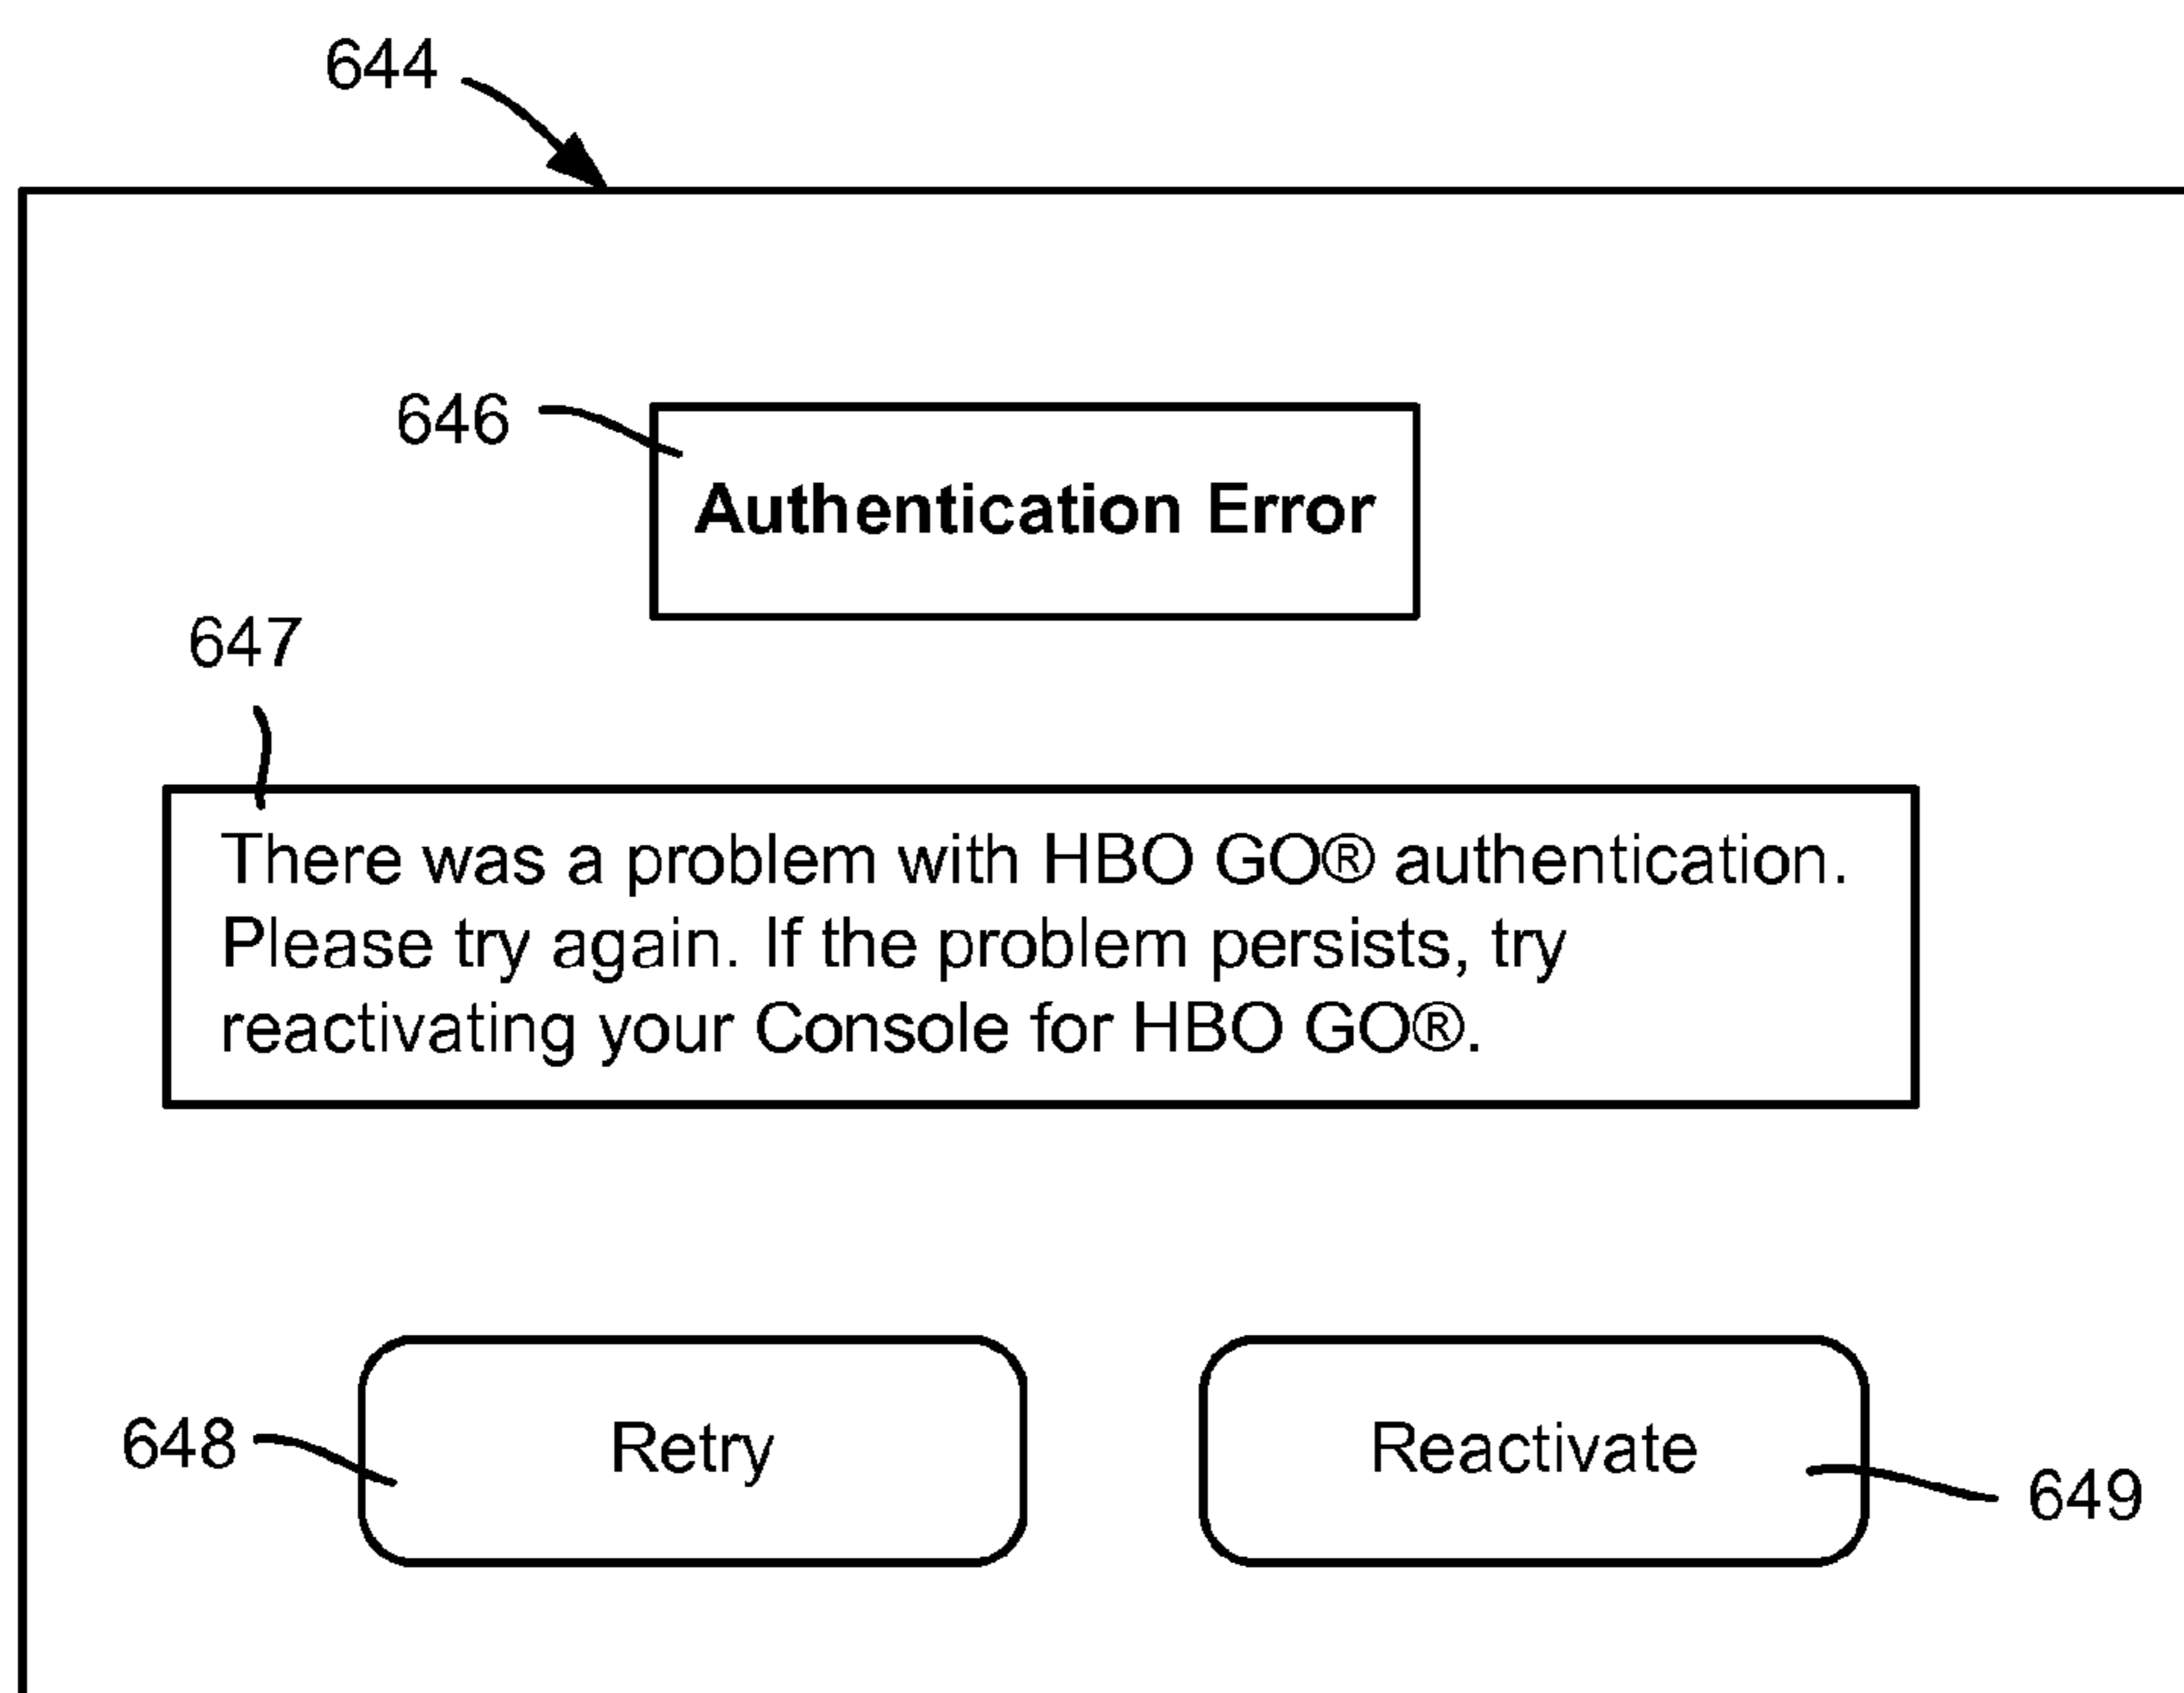 644
646
Authentication Error
647
There was a problem with HBO GO® authentication.
Please try again. If the problem persists, try
reactivating your Console for HBO GO®.
648
Retry
Reactivate
649